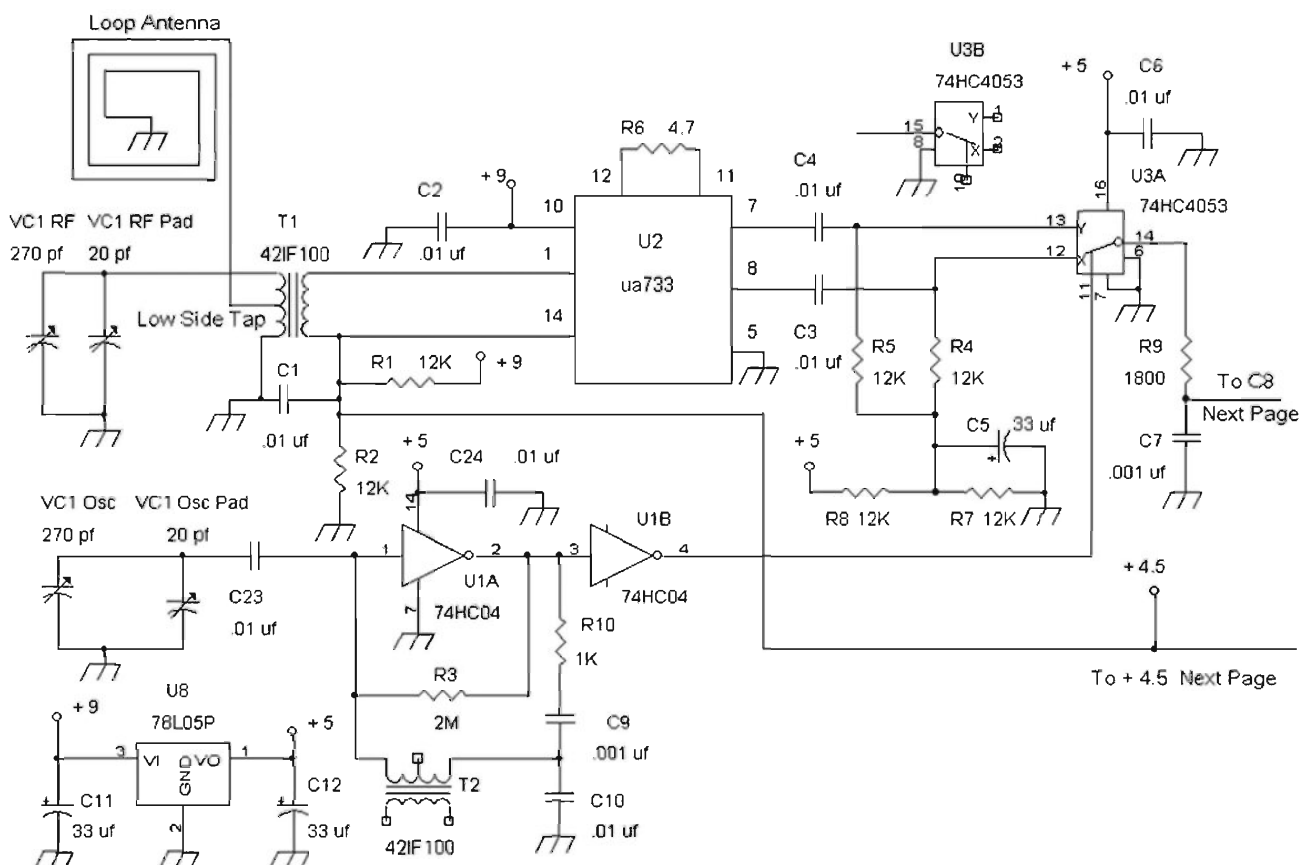 Loop Antenna
VC1 RF
270 pf
VC1 RF Pad
20 pf
T1
42IF100
Low Side Tap
C2
.01 uf
+ 9
10
1
14
R6 4.7
12
11
U2
ua733
7
8
5
C4
.01 uf
C3
.01 uf
U3B
74HC4053
15
8
Y
X
1
+ 5
C6
.01 uf
16
U3A
74HC4053
13
Y
12
X
14
6
11
7
C1
.01 uf
R1 12K
+ 9
R2
12K
R5
12K
R4
12K
C5 33 uf
+
+ 5
R8 12K
R7 12K
R9
1800
To C8
Next Page
C7
.001 uf
VC1 Osc
270 pf
VC1 Osc Pad
20 pf
C23
.01 uf
+ 5
C24 .01 uf
14
1
2
U1A
74HC04
7
3
U1B
4
74HC04
R10
1K
R3
2M
C9
.001 uf
T2
42IF100
C10
.01 uf
+ 4.5
To + 4.5 Next Page
+ 9
U8
78L05P
+ 5
3
VI
GND
VO
1
2
+
C11
33 uf
+
C12
33 uf